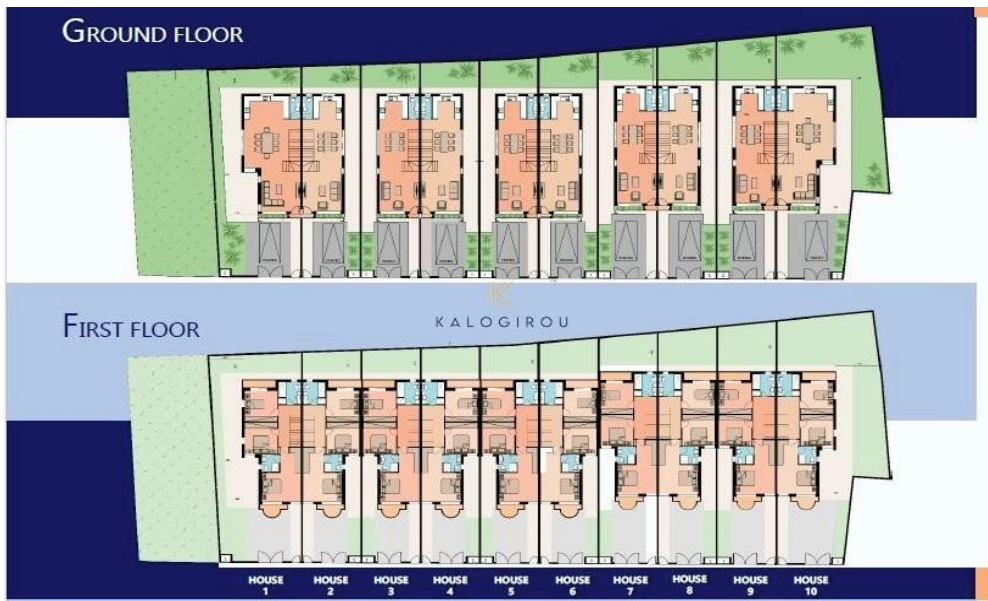 GROUND FLOOR
KALOGIROU
FIRST FLOOR
HOUSE 1
HOUSE 2
HOUSE 3
HOUSE 4
HOUSE 5
HOUSE 6
HOUSE 7
HOUSE 8
HOUSE 9
HOUSE 10